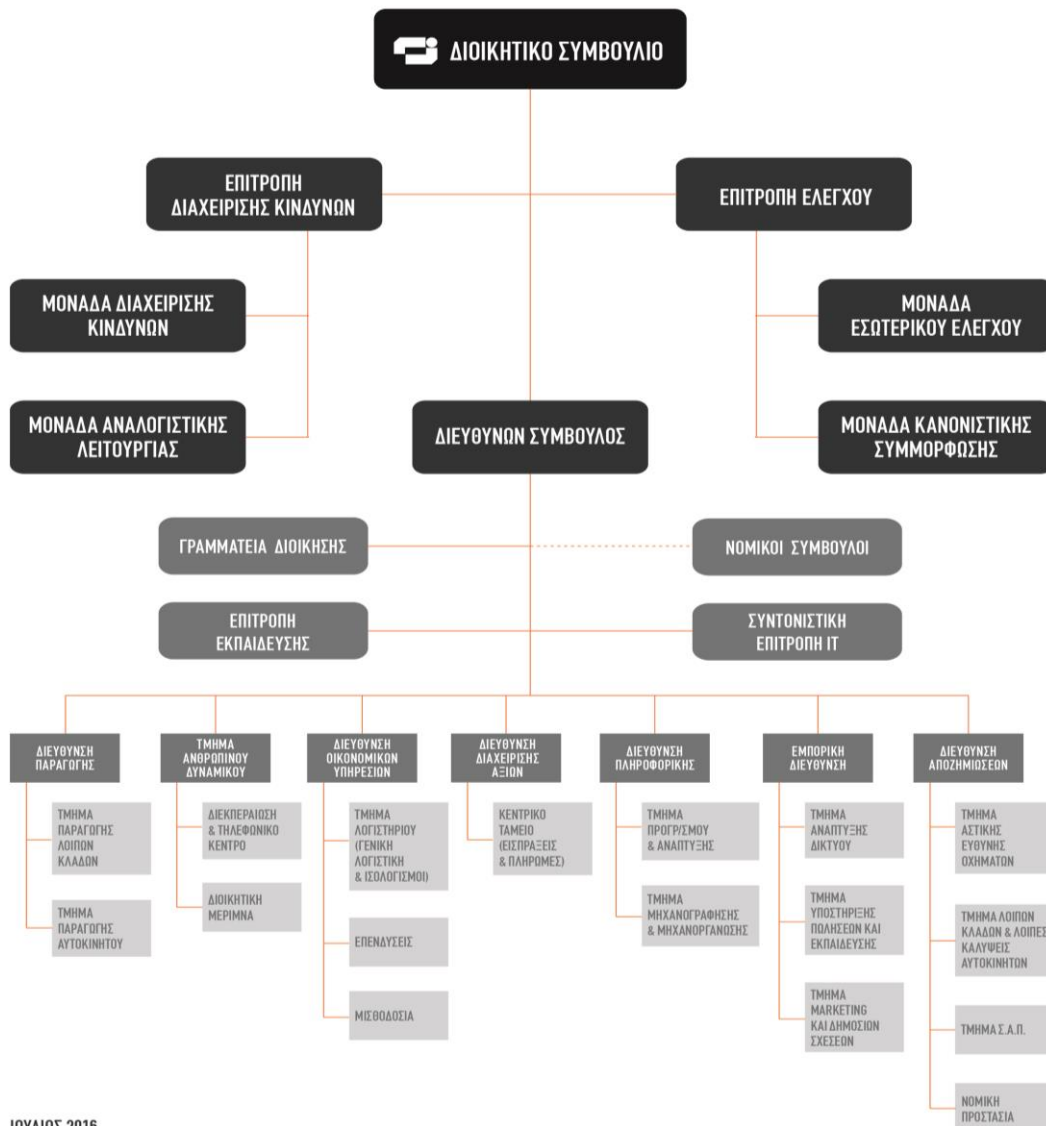 ΔΙΟΙΚΗΤΙΚΟ ΣΥΜΒΟΥΛΙΟ
ΕΠΙΤΡΟΠΗ
ΔΙΑΧΕΙΡΙΣΗΣ ΚΙΝΔΥΝΩΝ
ΕΠΙΤΡΟΠΗ ΕΛΕΓΧΟΥ
ΜΟΝΑΔΑ ΔΙΑΧΕΙΡΙΣΗΣ
ΚΙΝΔΥΝΩΝ
ΜΟΝΑΔΑ
ΕΣΩΤΕΡΙΚΟΥ ΕΛΕΓΧΟΥ
ΜΟΝΑΔΑ ΑΝΑΛΟΓΙΣΤΙΚΗΣ
ΛΕΙΤΟΥΡΓΙΑΣ
ΔΙΕΥΘΥΝΩΝ ΣΥΜΒΟΥΛΟΣ
ΜΟΝΑΔΑ ΚΑΝΟΝΙΣΤΙΚΗΣ
ΣΥΜΜΟΡΦΩΣΗΣ
ΓΡΑΜΜΑΤΕΙΑ ΔΙΟΙΚΗΣΗΣ
ΝΟΜΙΚΟΙ ΣΥΜΒΟΥΛΟΙ
ΕΠΙΤΡΟΠΗ
ΕΚΠΑΙΔΕΥΣΗΣ
ΣΥΝΤΟΝΙΣΤΙΚΗ
ΕΠΙΤΡΟΠΗ IT
ΔΙΕΥΘΥΝΣΗ
ΠΑΡΑΓΩΓΗΣ
ΤΜΗΜΑ
ΠΑΡΑΓΩΓΗΣ
ΛΟΙΠΩΝ
ΚΛΑΔΩΝ
ΤΜΗΜΑ
ΠΑΡΑΓΩΓΗΣ
ΑΥΤΟΚΙΝΗΤΟΥ
ΤΜΗΜΑ
ΑΝΘΡΩΠΙΝΟΥ
ΔΥΝΑΜΙΚΟΥ
ΔΙΕΚΠΕΡΑΙΩΣΗ
& ΤΗΛΕΦΩΝΙΚΟ
ΚΕΝΤΡΟ
ΔΙΟΙΚΗΤΙΚΗ
ΜΕΡΙΜΝΑ
ΔΙΕΥΘΥΝΣΗ
ΟΙΚΟΝΟΜΙΚΩΝ
ΥΠΗΡΕΣΙΩΝ
ΤΜΗΜΑ
ΛΟΓΙΣΤΗΡΙΟΥ
(ΓΕΝΙΚΗ
ΛΟΓΙΣΤΙΚΗ
& ΙΣΟΛΟΓΙΣΜΟΙ)
ΕΠΕΝΔΥΣΕΙΣ
ΜΙΣΘΟΔΟΣΙΑ
ΔΙΕΥΘΥΝΣΗ
ΔΙΑΧΕΙΡΙΣΗΣ
ΑΞΙΩΝ
ΚΕΝΤΡΙΚΟ
ΤΑΜΕΙΟ
(ΕΙΣΠΡΑΞΕΙΣ
& ΠΛΗΡΩΜΕΣ)
ΔΙΕΥΘΥΝΣΗ
ΠΛΗΡΟΦΟΡΙΚΗΣ
ΤΜΗΜΑ
ΠΡΟΓΡ/ΣΜΟΥ
& ΑΝΑΠΤΥΞΗΣ
ΤΜΗΜΑ
ΜΗΧΑΝΟΓΡΑΦΗΣΗΣ
& ΜΗΧΑΝΟΡΓΑΝΩΣΗΣ
ΕΜΠΟΡΙΚΗ
ΔΙΕΥΘΥΝΣΗ
ΤΜΗΜΑ
ΑΝΑΠΤΥΞΗΣ
ΔΙΚΤΥΟΥ
ΤΜΗΜΑ
ΥΠΟΣΤΗΡΙΞΗΣ
ΠΩΛΗΣΕΩΝ ΚΑΙ
ΕΚΠΑΙΔΕΥΣΗΣ
ΤΜΗΜΑ
MARKETING
ΚΑΙ ΔΗΜΟΣΙΩΝ
ΣΧΕΣΕΩΝ
ΔΙΕΥΘΥΝΣΗ
ΑΠΟΖΗΜΙΩΣΕΩΝ
ΤΜΗΜΑ
ΑΣΤΙΚΗΣ
ΕΥΘΥΝΗΣ
ΟΧΗΜΑΤΩΝ
ΤΜΗΜΑ ΛΟΙΠΩΝ
ΚΛΑΔΩΝ & ΛΟΙΠΕΣ
ΚΑΛΥΨΕΙΣ
ΑΥΤΟΚΙΝΗΤΩΝ
ΤΜΗΜΑ Σ.Α.Π.
ΝΟΜΙΚΗ
ΠΡΟΣΤΑΣΙΑ
ΙΟΥΛΙΟΣ 2016